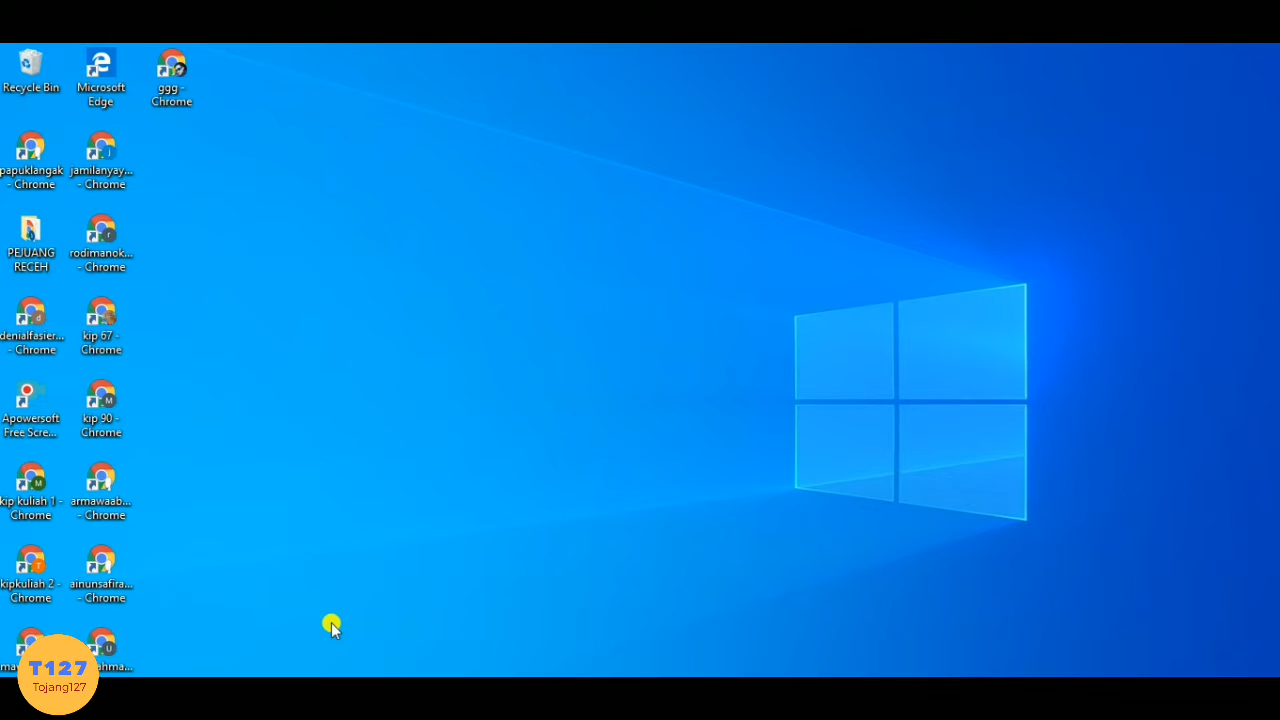 Recycle Bin
Microsoft
Edge
ggg -
Chrome
papuklangak
- Chrome
jamilanyay...
- Chrome
PEJUANG
RECEH
rodimanok...
- Chrome
denialfasier...
- Chrome
kip 67 -
Chrome
Apowersoft
Free Scre...
kip 90 -
Chrome
kip kuliah 1 -
Chrome
armawaab...
- Chrome
kipkuliah 2 -
Chrome
ainunsafira...
- Chrome
T127
Tojang127